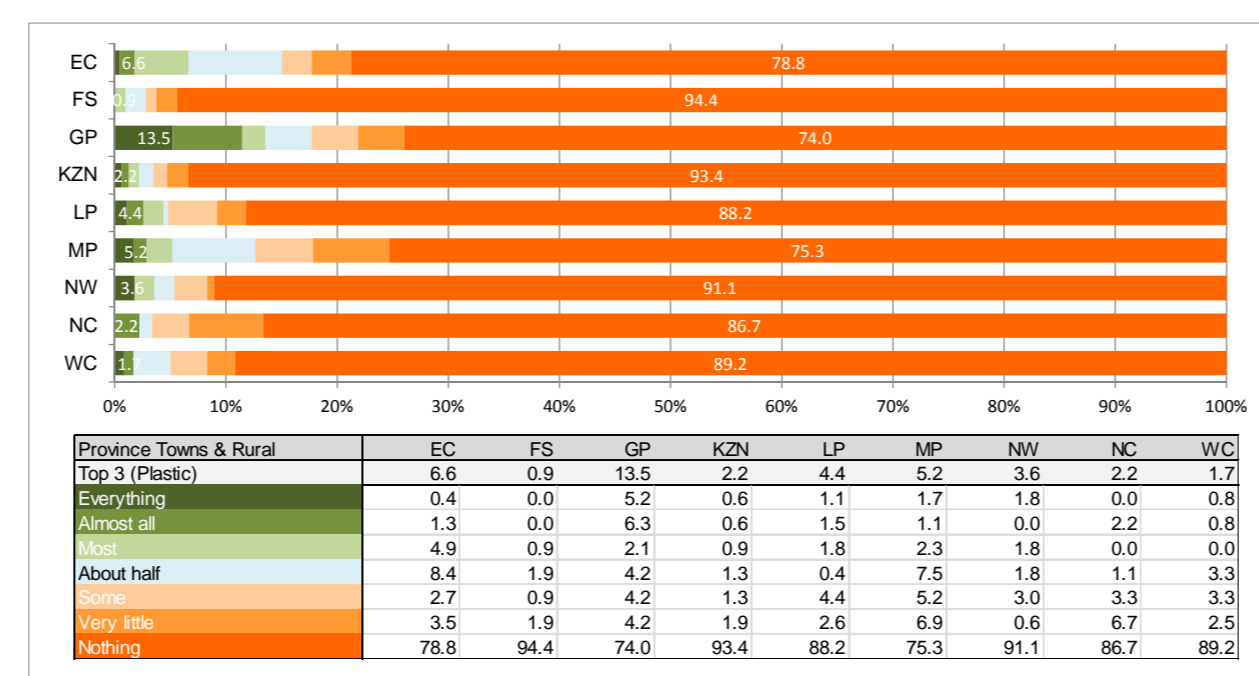 EC 6.6 78.8
FS 0.9 94.4
GP 13.5 74.0
KZN 2.2 93.4
LP 4.4 88.2
MP 5.2 75.3
NW 3.6 91.1
NC 2.2 86.7
WC 1.7 89.2
0% 10% 20% 30% 40% 50% 60% 70% 80% 90% 100%
Province Towns & Rural EC FS GP KZN LP MP NW NC WC
Top 3 (Plastic) 6.6 0.9 13.5 2.2 4.4 5.2 3.6 2.2 1.7
Everything 0.4 0.0 5.2 0.6 1.1 1.7 1.8 0.0 0.8
Almost all 1.3 0.0 6.3 0.6 1.5 1.1 0.0 2.2 0.8
Most 4.9 0.9 2.1 0.9 1.8 2.3 1.8 0.0 0.0
About half 8.4 1.9 4.2 1.3 0.4 7.5 1.8 1.1 3.3
Some 2.7 0.9 4.2 1.3 4.4 5.2 3.0 3.3 3.3
Very little 3.5 1.9 4.2 1.9 2.6 6.9 0.6 6.7 2.5
Nothing 78.8 94.4 74.0 93.4 88.2 75.3 91.1 86.7 89.2